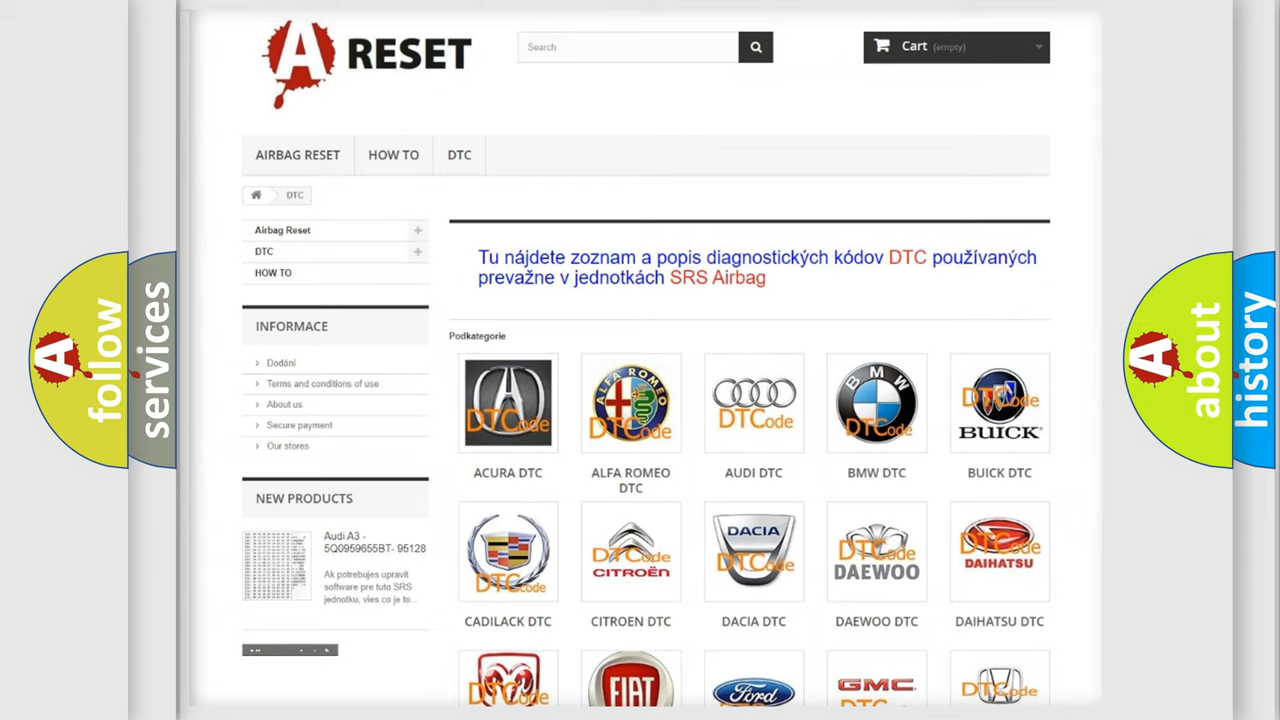 A RESET
Search
Cart (empty)
AIRBAG RESET
HOW TO
DTC
DTC
Airbag Reset
DTC
HOW TO
Tu nájdete zoznam a popis diagnostických kódov DTC používaných
prevažne v jednotkách SRS Airbag
INFORMACE
Dodání
Terms and conditions of use
About us
Secure payment
Our stores
NEW PRODUCTS
Audi A3 -
5Q0959655BT- 95128
Ak potrebujes upravit
software pre tuto SRS
jednotku, vies co je to...
Podkategorie
DTCode
ALFA ROMEO
DTCode
DTCode
BMW
DTCode
DTCode
BUICK
ACURA DTC
ALFA ROMEO
DTC
AUDI DTC
BMW DTC
BUICK DTC
DTCode
DTCode
CITROËN
DACIA
DTCode
DTCode
DAEWOO
DTCode
DAIHATSU
CADILACK DTC
CITROEN DTC
DACIA DTC
DAEWOO DTC
DAIHATSU DTC
DTCode
FIAT
Ford
GMC
DTCode
A follow
services
A about
history